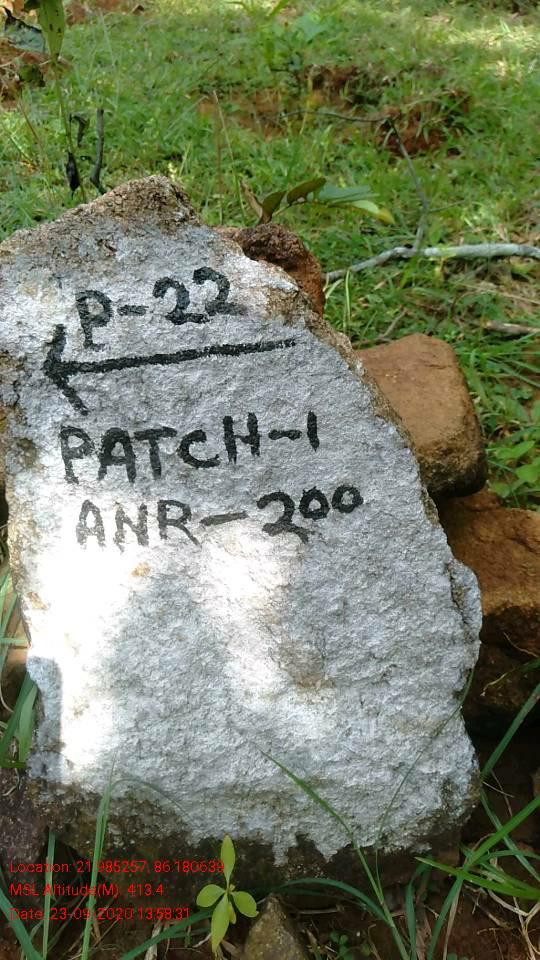 P-22
PATCH-1
ANR-200
Location: 21.985257, 86.180639
MSL Altitude(M): 413.4
Date: 23-09-2020 13:58:31